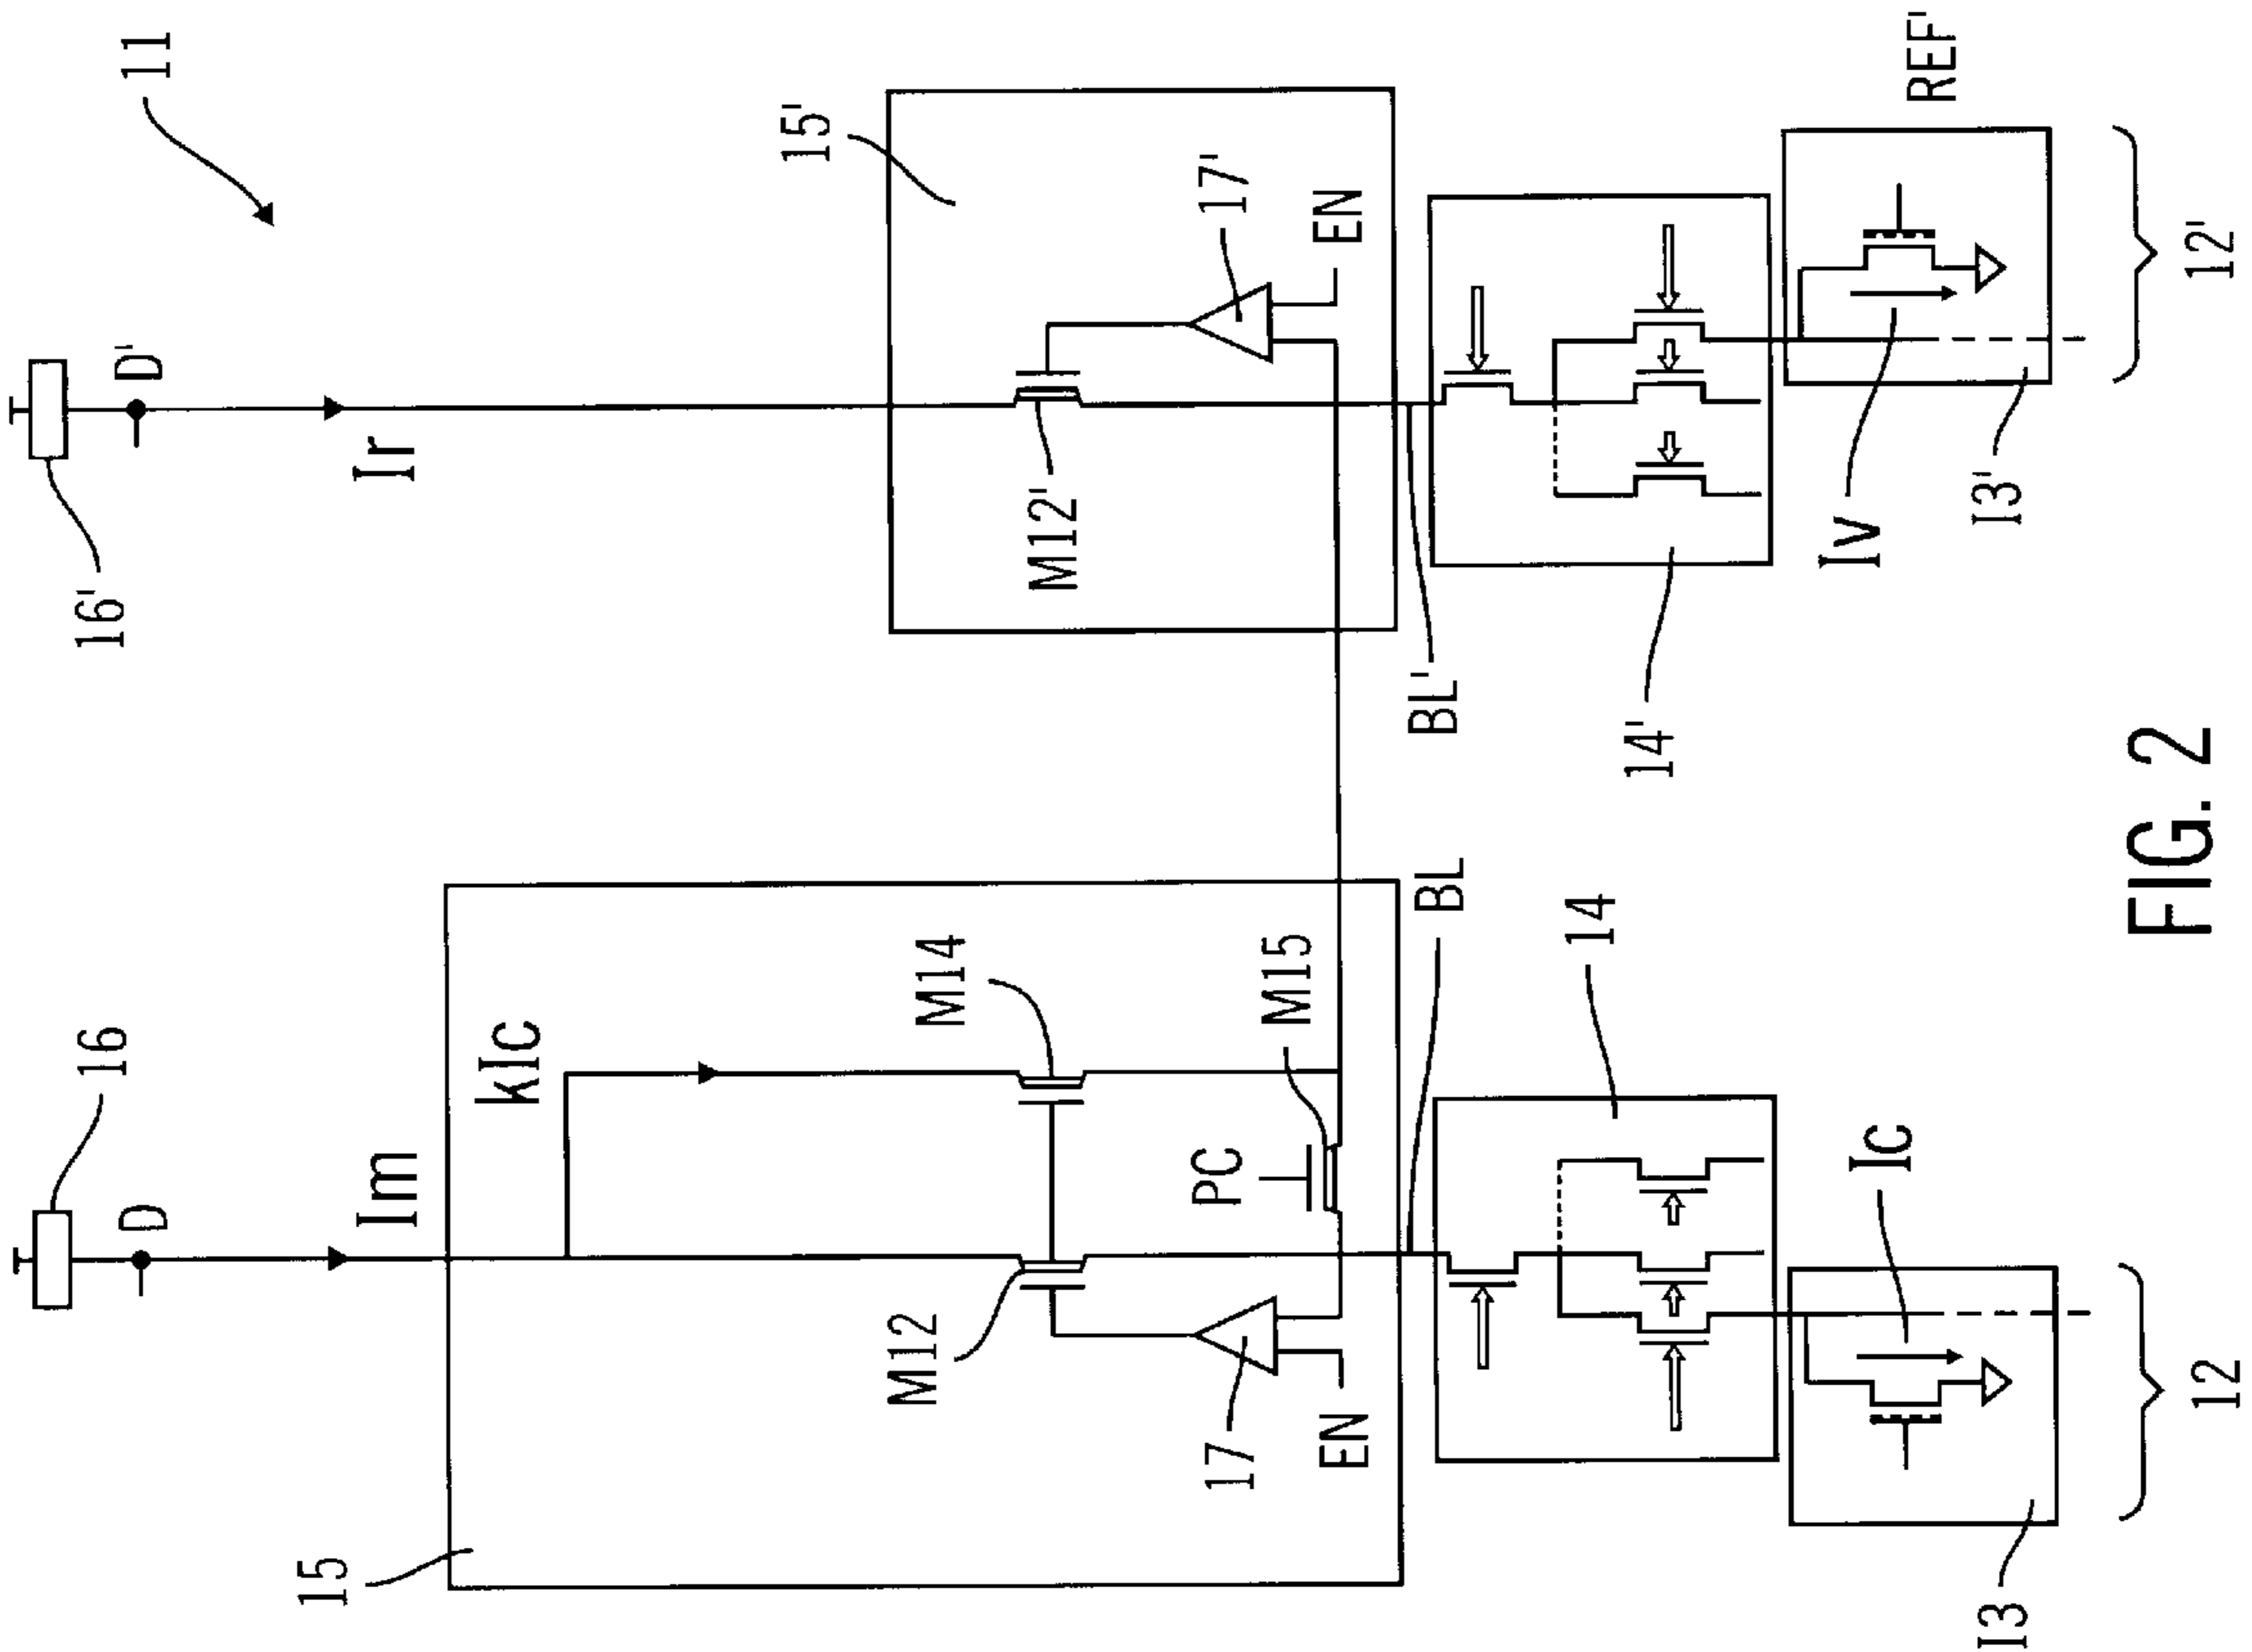 11
16'
D'
Ir
15'
17'
M12'
EN
BL'
14'
REF'
Iv
13'
12'
16
D
Im
kIc
M14
M15
PC
M12
17
EN
15
BL
14
Ic
13
12
FIG. 2